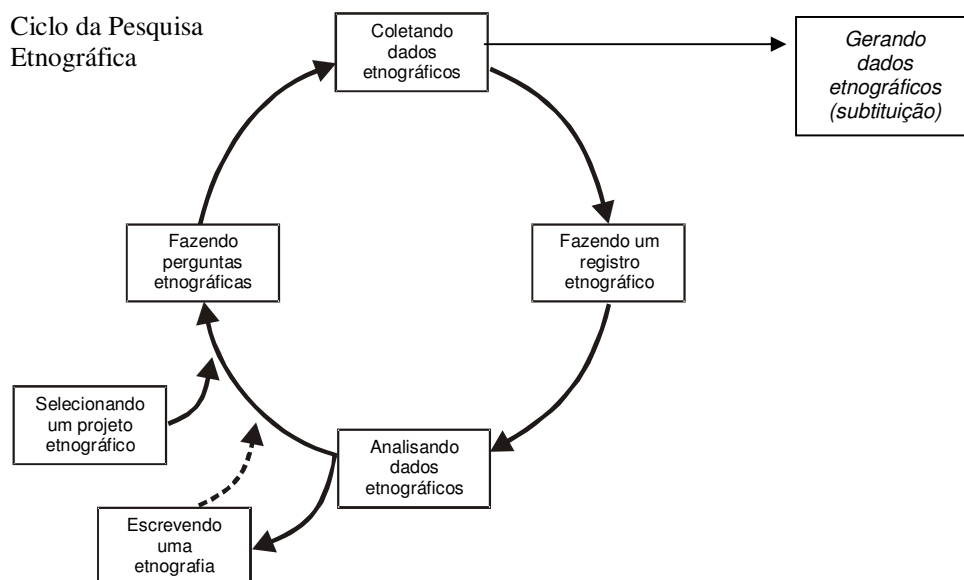 Ciclo da Pesquisa
Etnográfica
Coletando
dados
etnográficos
Gerando
dados
etnográficos
(subtituição)
Fazendo
perguntas
etnográficas
Fazendo um
registro
etnográfico
Selecionando
um projeto
etnográfico
Analisando
dados
etnográficos
Escrevendo
uma
etnografia